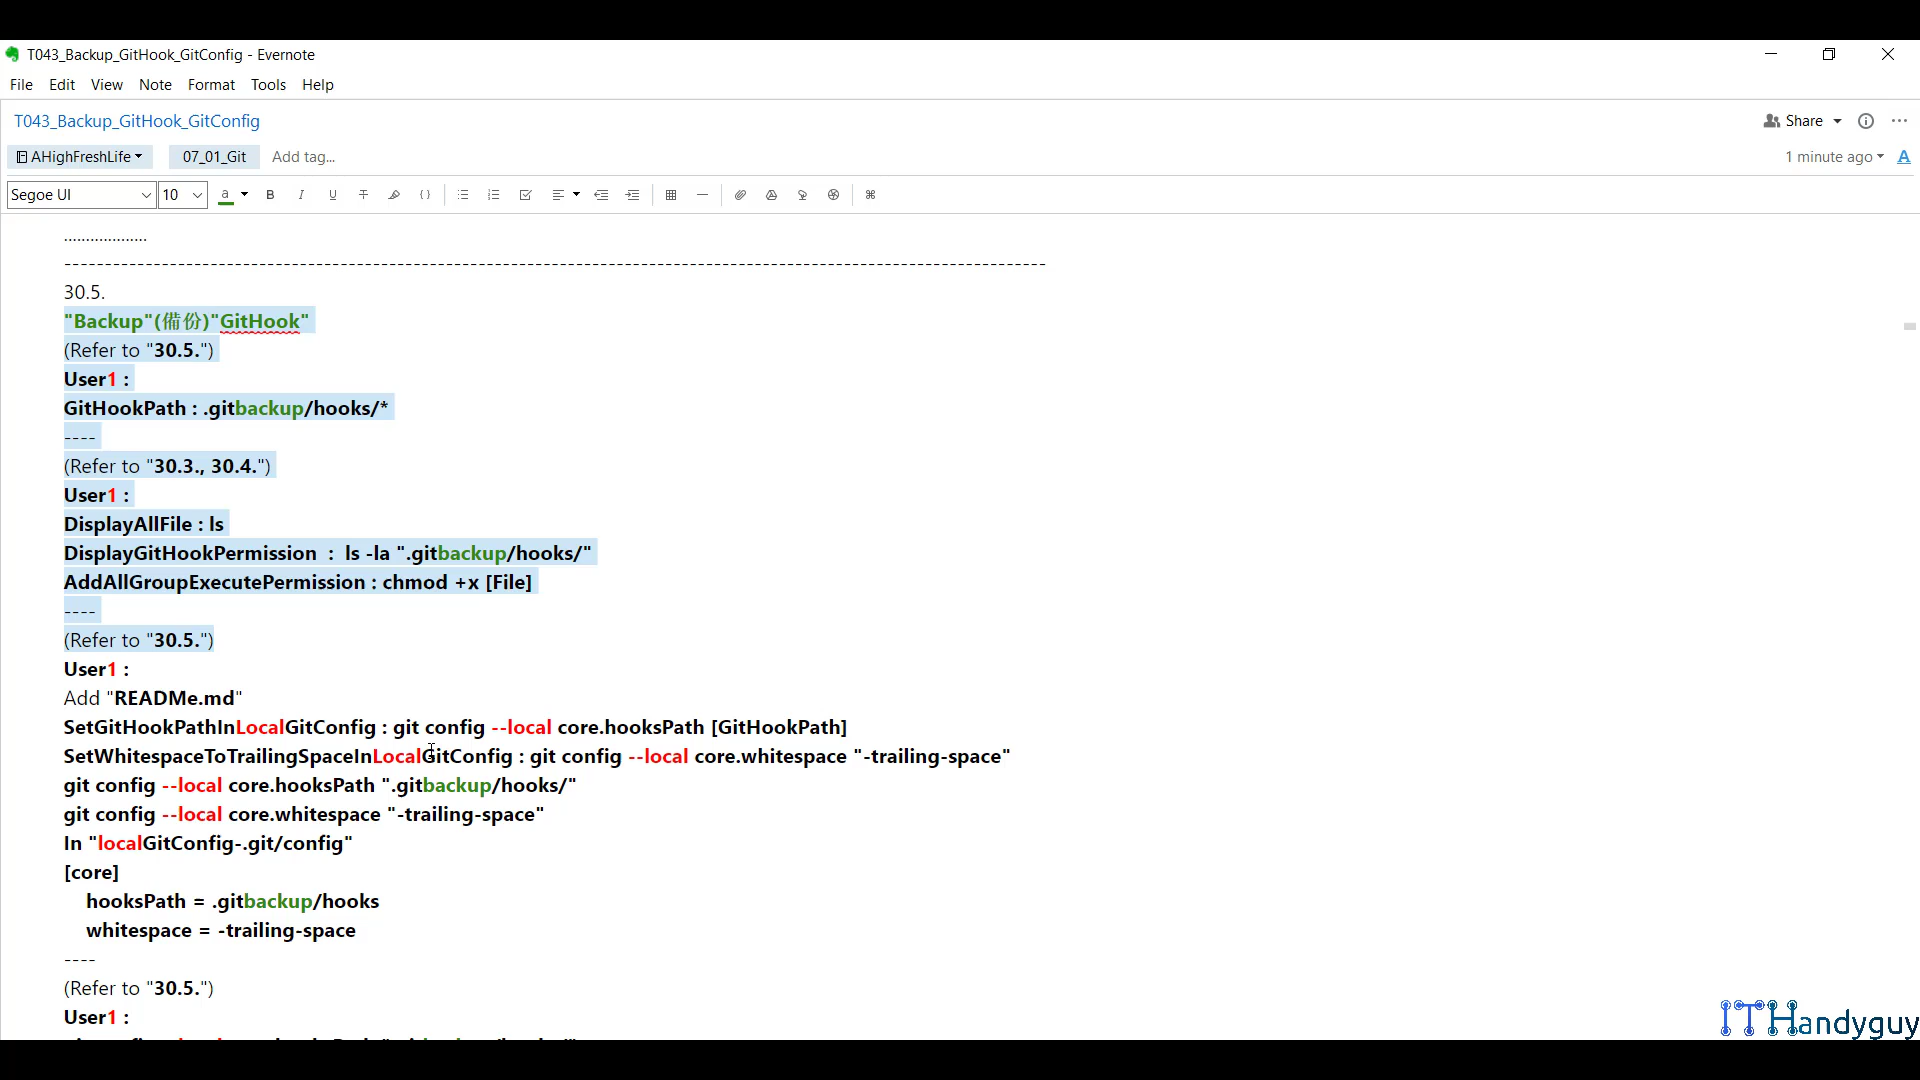 T043_Backup_GitHook_GitConfig - Evernote
File Edit View Note Format Tools Help
T043_Backup_GitHook_GitConfig
Share
AHighFreshLife 07_01_Git Add tag...
1 minute ago
Segoe UI 10
...................
30.5.
"Backup"(備份)"GitHook"
(Refer to "30.5.")
User1 :
GitHookPath : .gitbackup/hooks/*
----
(Refer to "30.3., 30.4.")
User1 :
DisplayAllFile : ls
DisplayGitHookPermission  :  ls -la ".gitbackup/hooks/"
AddAllGroupExecutePermission : chmod +x [File]
----
(Refer to "30.5.")
User1 :
Add "READMe.md"
SetGitHookPathInLocalGitConfig : git config --local core.hooksPath [GitHookPath]
SetWhitespaceToTrailingSpaceInLocalGitConfig : git config --local core.whitespace "-trailing-space"
git config --local core.hooksPath ".gitbackup/hooks/"
git config --local core.whitespace "-trailing-space"
In "localGitConfig-.git/config"
[core]
hooksPath = .gitbackup/hooks
whitespace = -trailing-space
----
(Refer to "30.5.")
User1 :
ITHandyguy